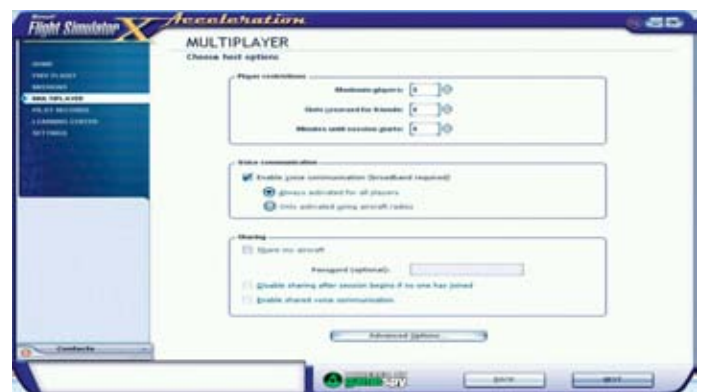 Flight Simulator X Acceleration
MULTIPLAYER
Choose host options
HOME
FREE FLIGHT
MISSIONS
MULTIPLAYER
PILOT RECORDS
LEARNING CENTER
SETTINGS
Player restrictions
Maximum players:
Slots reserved for friends:
Minutes until session starts:
Voice communication
Enable voice communication (broadband required)
Always activated for all players
Only activated using aircraft radios
Sharing
Share my aircraft
Password (optional):
Disable sharing after session begins if no one has joined
Enable shared voice communication
Advanced Options
Contacts
gamespy
BACK
NEXT